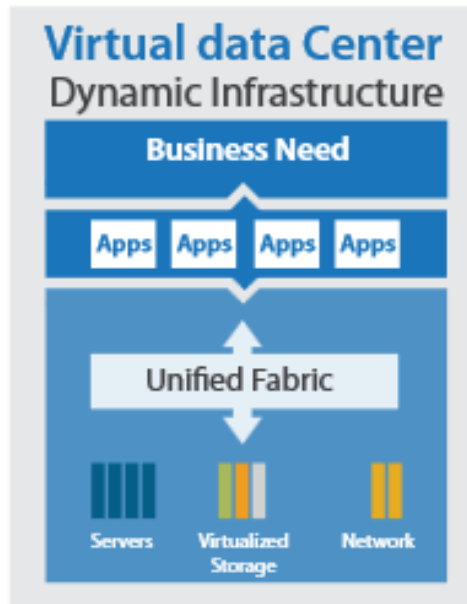 Virtual data Center
Dynamic Infrastructure
Business Need
Apps Apps Apps Apps
Unified Fabric
Servers Virtualized Network
Storage